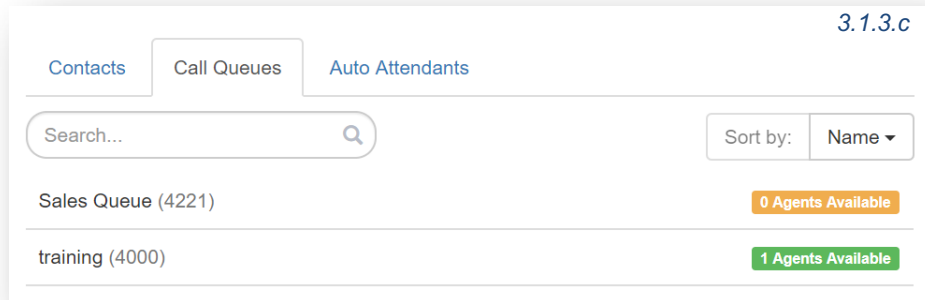 3.1.3.c
Contacts Call Queues Auto Attendants
Search... Sort by: Name
Sales Queue (4221) 0 Agents Available
training (4000) 1 Agents Available